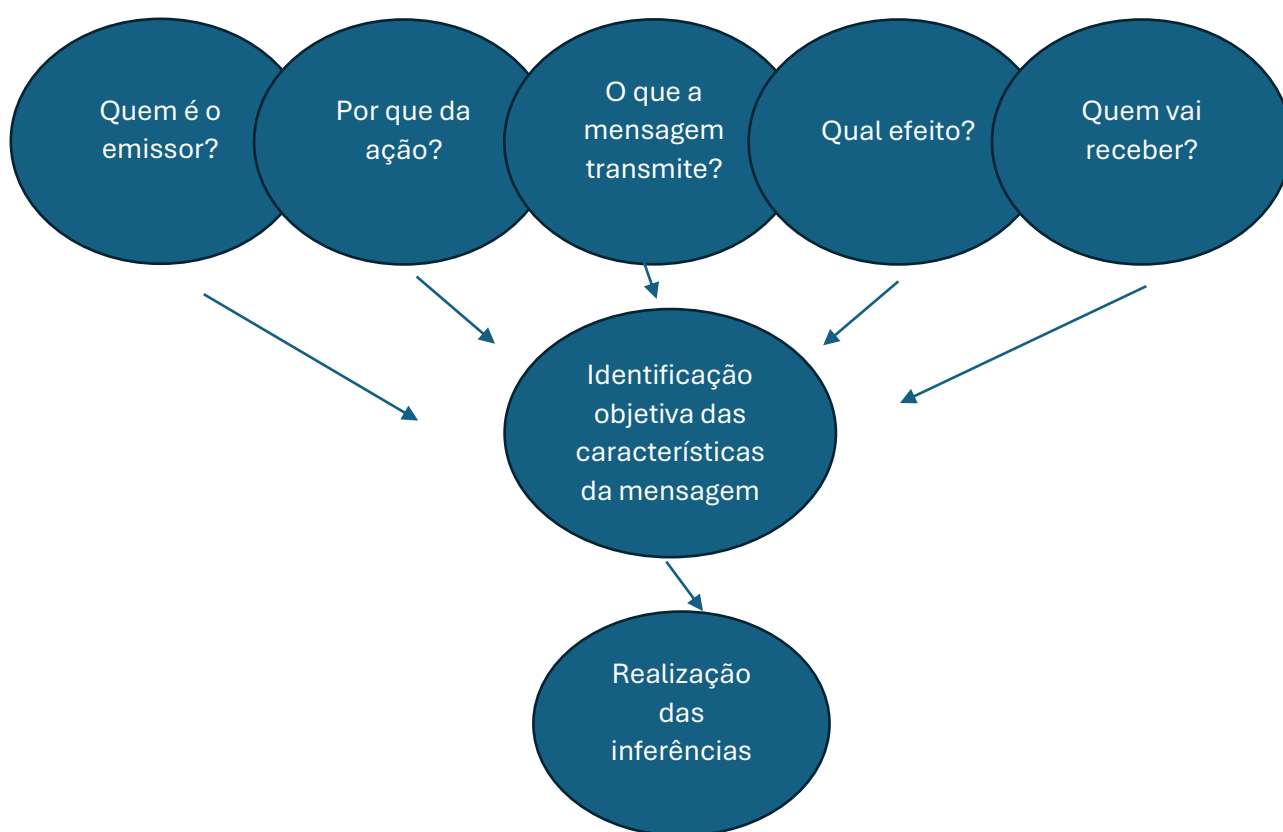 Quem é o
emissor?
Por que da
ação?
O que a
mensagem
transmite?
Qual efeito?
Quem vai
receber?
Identificação
objetiva das
características
da mensagem
Realização
das
inferências